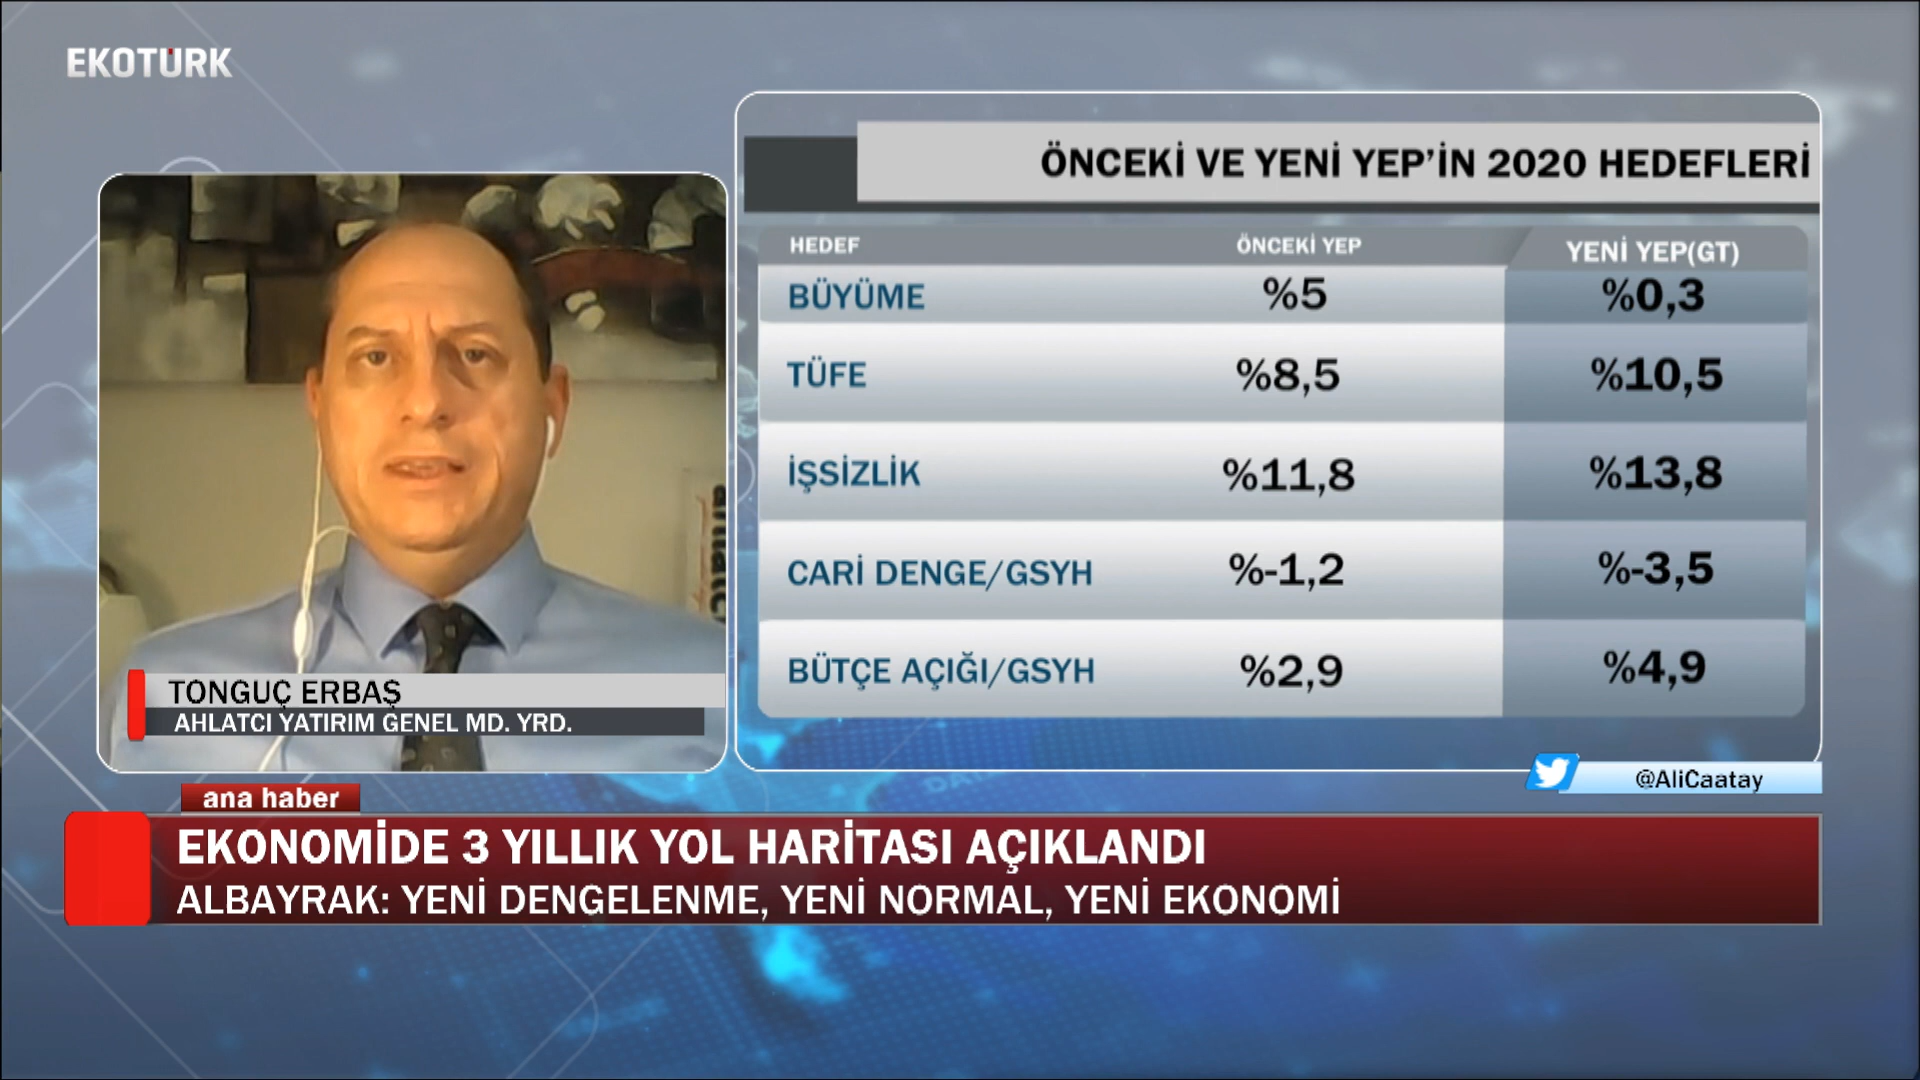 EKOTÜRK
ÖNCEKİ VE YENİ YEP'İN 2020 HEDEFLERİ
HEDEF ÖNCEKİ YEP YENİ YEP(GT)
BÜYÜME %5 %0,3
TÜFE %8,5 %10,5
İŞSİZLİK %11,8 %13,8
CARİ DENGE/GSYH %-1,2 %-3,5
BÜTÇE AÇIĞI/GSYH %2,9 %4,9
TONGUÇ ERBAŞ
AHLATCI YATIRIM GENEL MD. YRD.
@AliCaatay
ana haber
EKONOMİDE 3 YILLIK YOL HARİTASI AÇIKLANDI
ALBAYRAK: YENİ DENGELENME, YENİ NORMAL, YENİ EKONOMİ